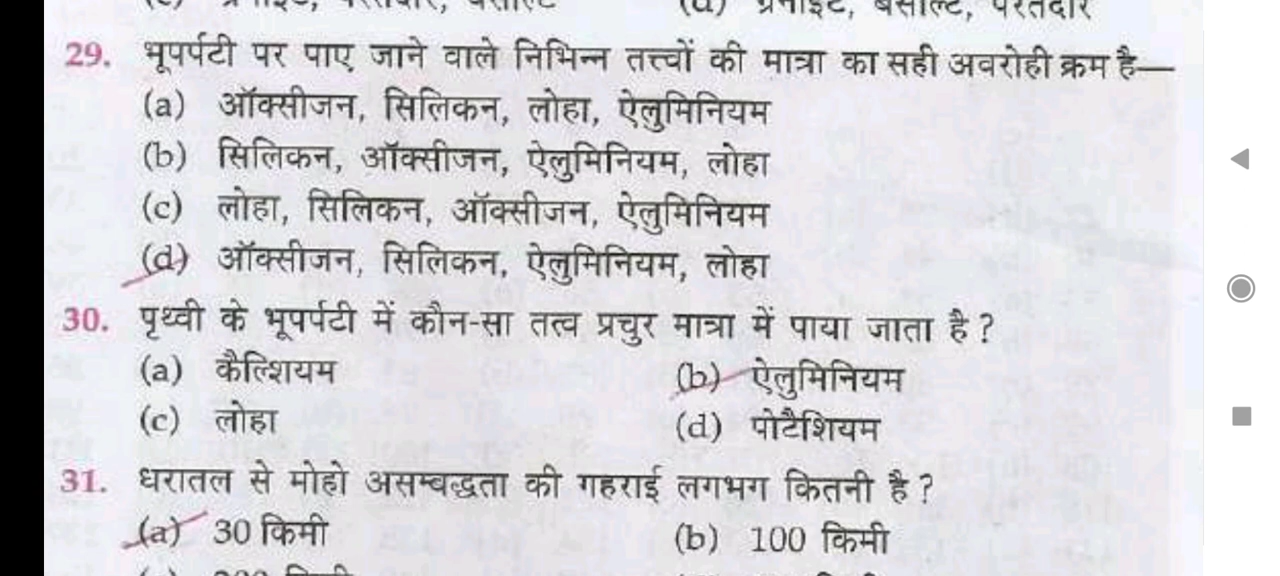 (d) ग्रेनाइट, बेसाल्ट, परतदार
29. भूपर्पटी पर पाए जाने वाले निभिन्न तत्त्वों की मात्रा का सही अवरोही क्रम है—
(a) ऑक्सीजन, सिलिकन, लोहा, ऐलुमिनियम
(b) सिलिकन, ऑक्सीजन, ऐलुमिनियम, लोहा
(c) लोहा, सिलिकन, ऑक्सीजन, ऐलुमिनियम
(d) ऑक्सीजन, सिलिकन, ऐलुमिनियम, लोहा
30. पृथ्वी के भूपर्पटी में कौन-सा तत्व प्रचुर मात्रा में पाया जाता है ?
(a) कैल्शियम (b) ऐलुमिनियम
(c) लोहा (d) पोटैशियम
31. धरातल से मोहो असम्बद्धता की गहराई लगभग कितनी है ?
(a) 30 किमी (b) 100 किमी